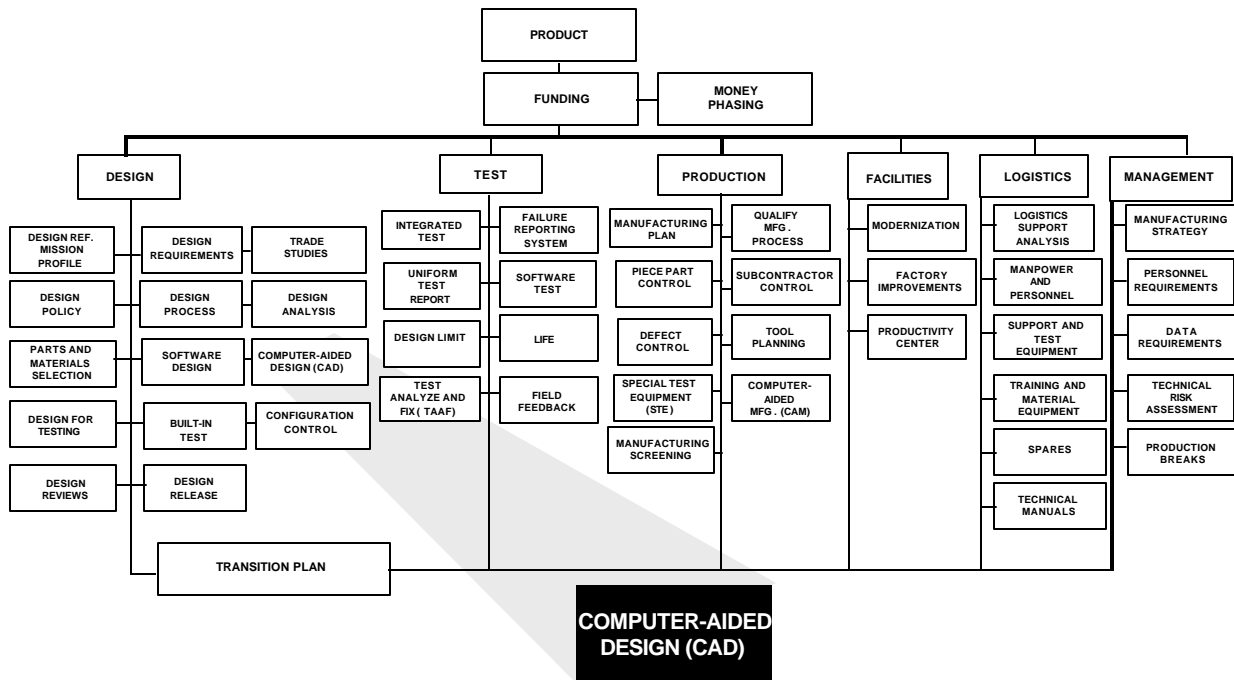 PRODUCT
FUNDING
MONEY
PHASING
DESIGN
TEST
PRODUCTION
FACILITIES
LOGISTICS
MANAGEMENT
DESIGN REF.
MISSION
PROFILE
DESIGN
REQUIREMENTS
TRADE
STUDIES
DESIGN
POLICY
DESIGN
PROCESS
DESIGN
ANALYSIS
PARTS AND
MATERIALS
SELECTION
SOFTWARE
DESIGN
COMPUTER-AIDED
DESIGN (CAD)
DESIGN FOR
TESTING
BUILT-IN
TEST
CONFIGURATION
CONTROL
DESIGN
REVIEWS
DESIGN
RELEASE
INTEGRATED
TEST
FAILURE
REPORTING
SYSTEM
UNIFORM
TEST
REPORT
SOFTWARE
TEST
DESIGN LIMIT
LIFE
TEST
ANALYZE AND
FIX ( TAAF)
FIELD
FEEDBACK
MANUFACTURING
PLAN
QUALIFY
MFG. PROCESS
PIECE PART
CONTROL
SUBCONTRACTOR
CONTROL
DEFECT
CONTROL
TOOL
PLANNING
SPECIAL TEST
EQUIPMENT
(STE)
COMPUTER-
AIDED
MFG. (CAM)
MANUFACTURING
SCREENING
MODERNIZATION
FACTORY
IMPROVEMENTS
PRODUCTIVITY
CENTER
LOGISTICS
SUPPORT
ANALYSIS
MANPOWER
AND
PERSONNEL
SUPPORT AND
TEST
EQUIPMENT
TRAINING AND
MATERIAL
EQUIPMENT
SPARES
TECHNICAL
MANUALS
MANUFACTURING
STRATEGY
PERSONNEL
REQUIREMENTS
DATA
REQUIREMENTS
TECHNICAL
RISK
ASSESSMENT
PRODUCTION
BREAKS
TRANSITION PLAN
COMPUTER-AIDED
DESIGN (CAD)